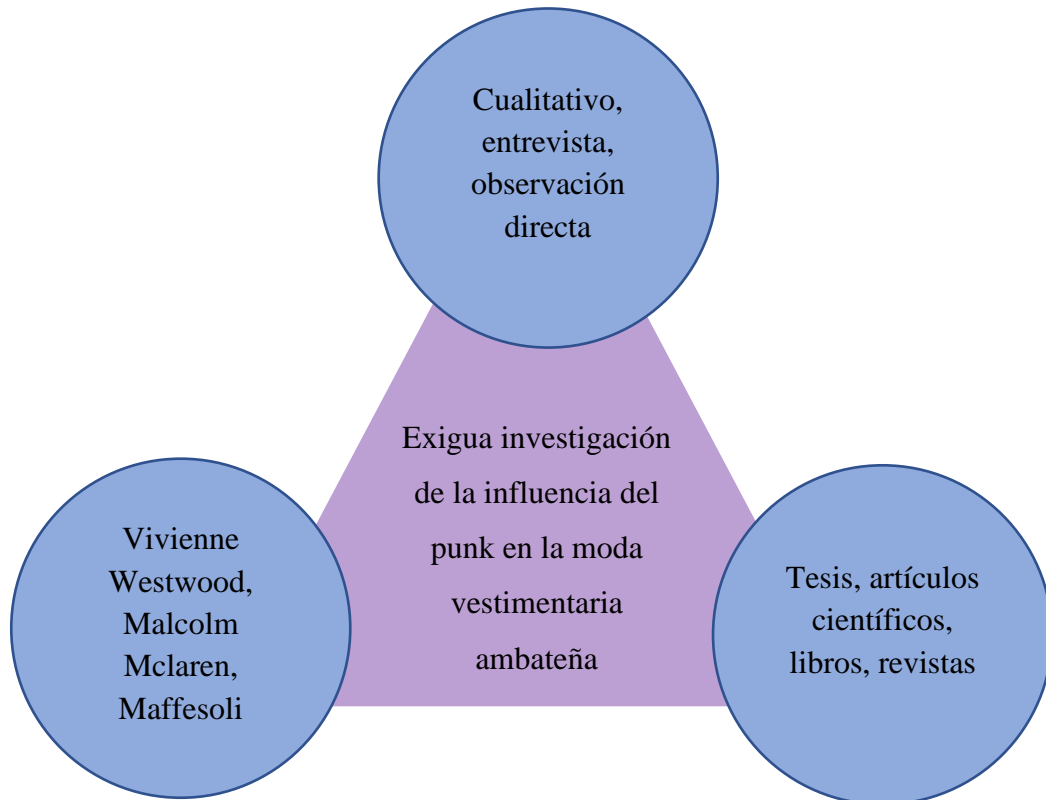 Cualitativo,
entrevista,
observación
directa
Exigua investigación
de la influencia del
punk en la moda
vestimentaria
ambateña
Vivienne
Westwood,
Malcolm
Mclaren,
Maffesoli
Tesis, artículos
científicos,
libros, revistas